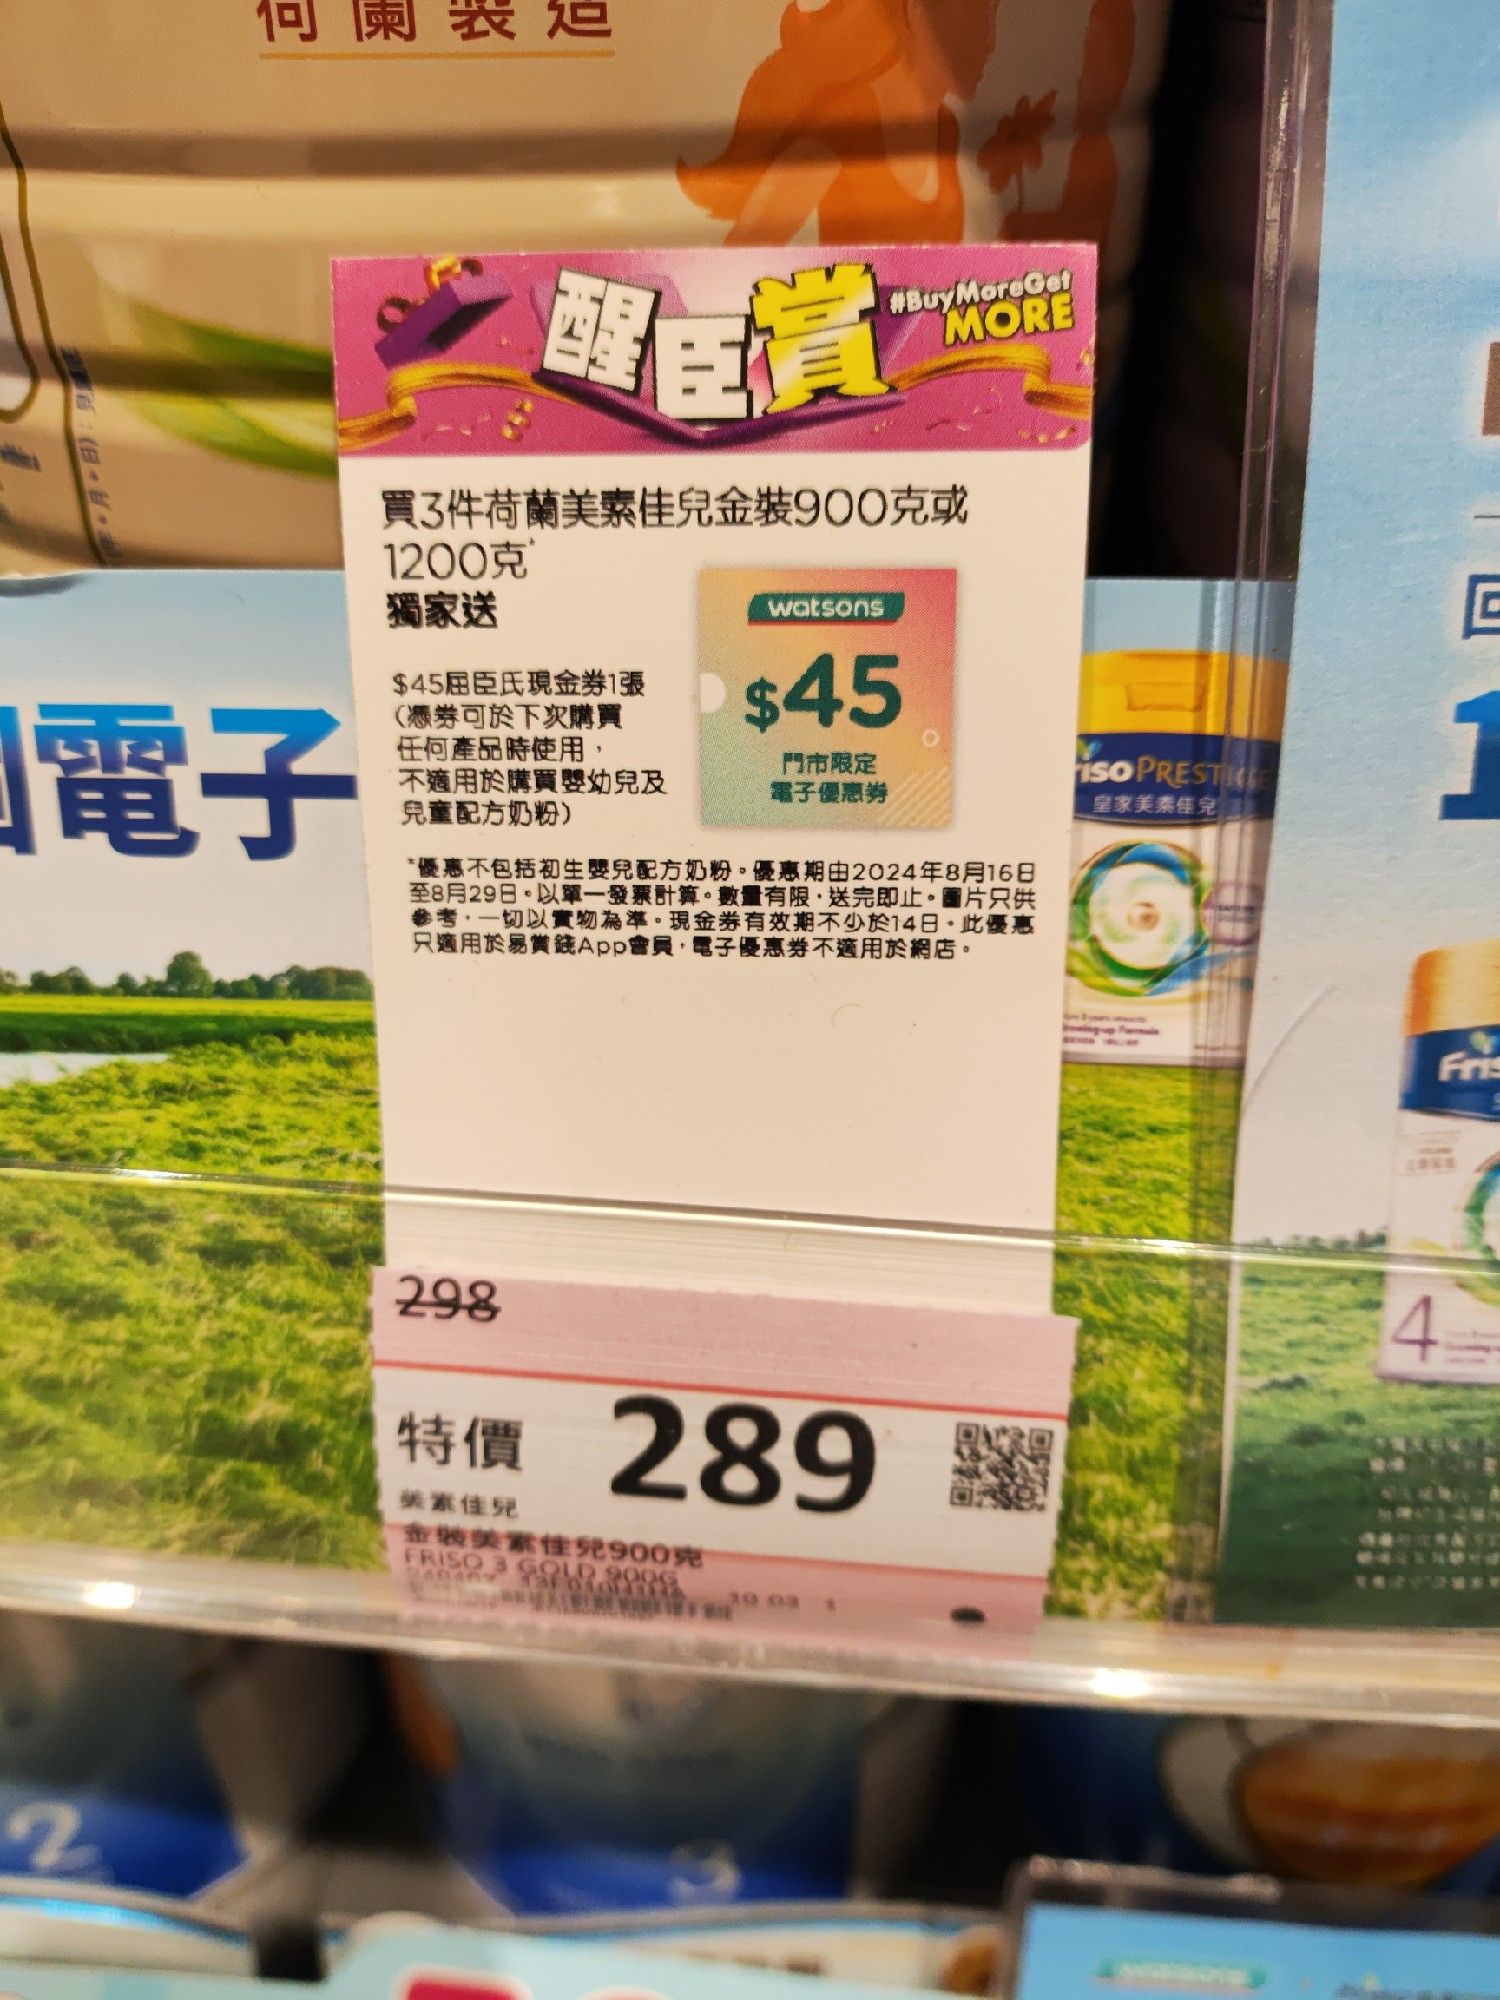 荷蘭製造
醒臣賞
#BuyMoreGet
MORE
買3件荷蘭美素佳兒金裝900克或
1200克*
獨家送
$45屈臣氏現金券1張
(憑券可於下次購買
任何產品時使用，
不適用於購買嬰幼兒及
兒童配方奶粉)
watsons
$45
門市限定
電子優惠券
*優惠不包括初生嬰兒配方奶粉。優惠期由2024年8月16日
至8月29日。以單一發票計算。數量有限，送完即止。圖片只供
參考，一切以實物為準。現金券有效期不少於14日。此優惠
只適用於易賞錢App會員，電子優惠券不適用於網店。
298
特價
289
美素佳兒
金裝美素佳兒900克
FRISO 3 GOLD 900G
電子
皇家美素佳兒
4
2
3